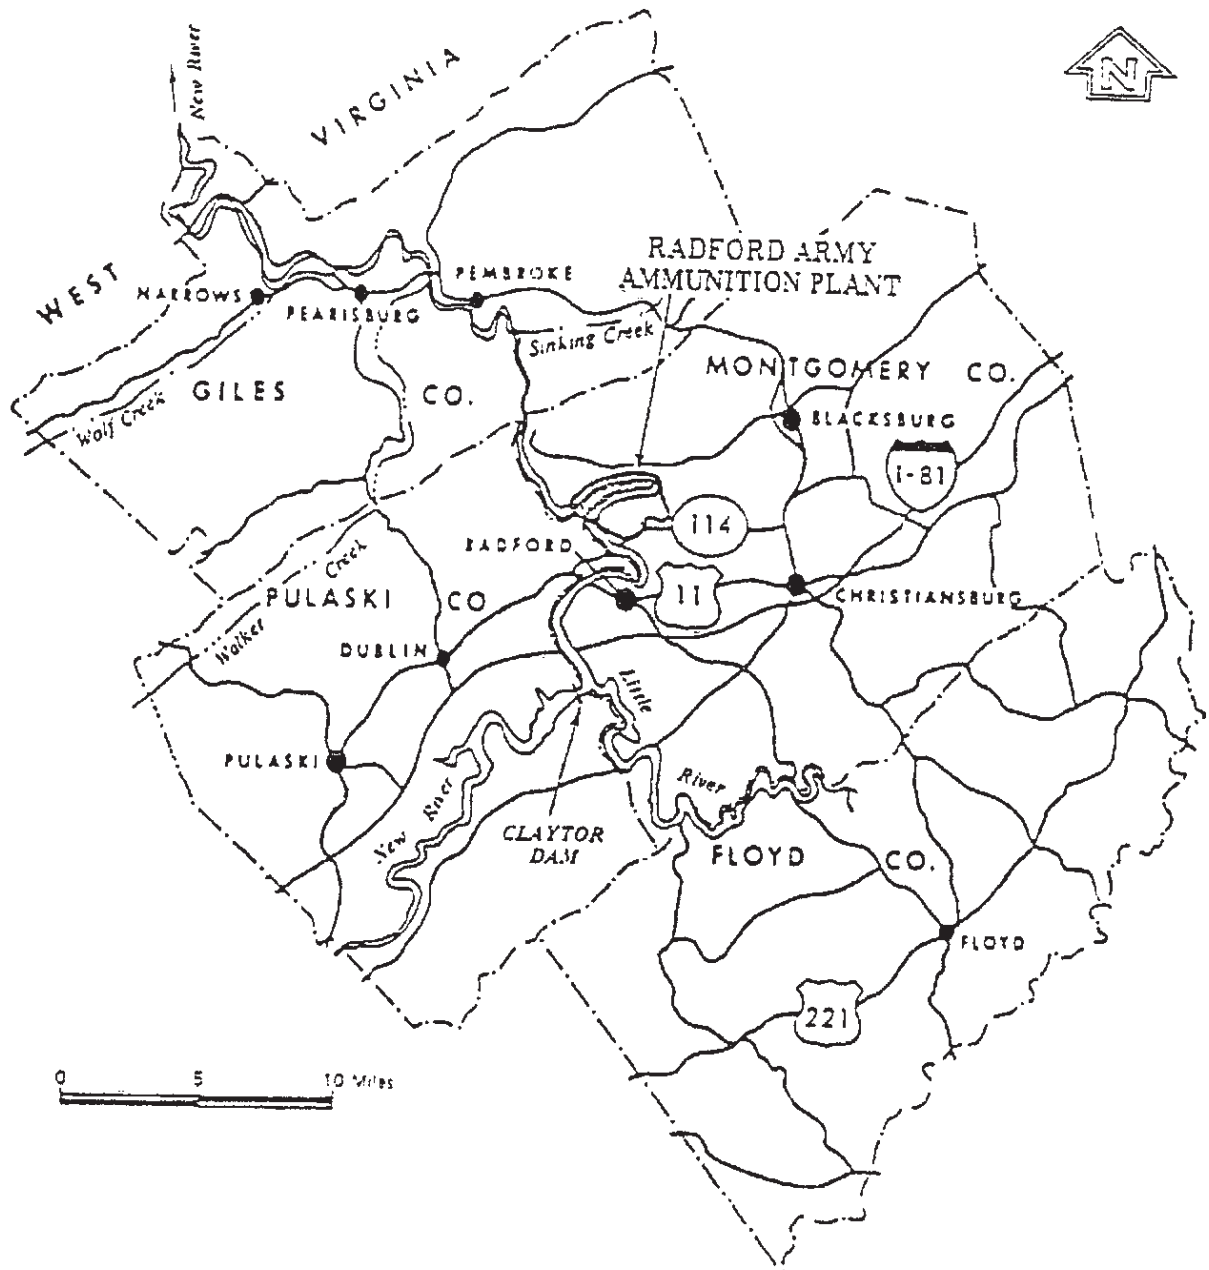 New River
VIRGINIA
N
WEST
RADFORD ARMY
AMMUNITION PLANT
PEMBROKE
NARROWS
PEARISBURG
Sinking Creek
MONTGOMERY CO.
GILES CO.
Wolf Creek
BLACKSBURG
I-81
114
RADFORD
Walker Creek
PULASKI CO
11
CHRISTIANSBURG
DUBLIN
Little River
PULASKI
New River
CLAYTOR
DAM
FLOYD CO.
FLOYD
221
0 5 10 Miles